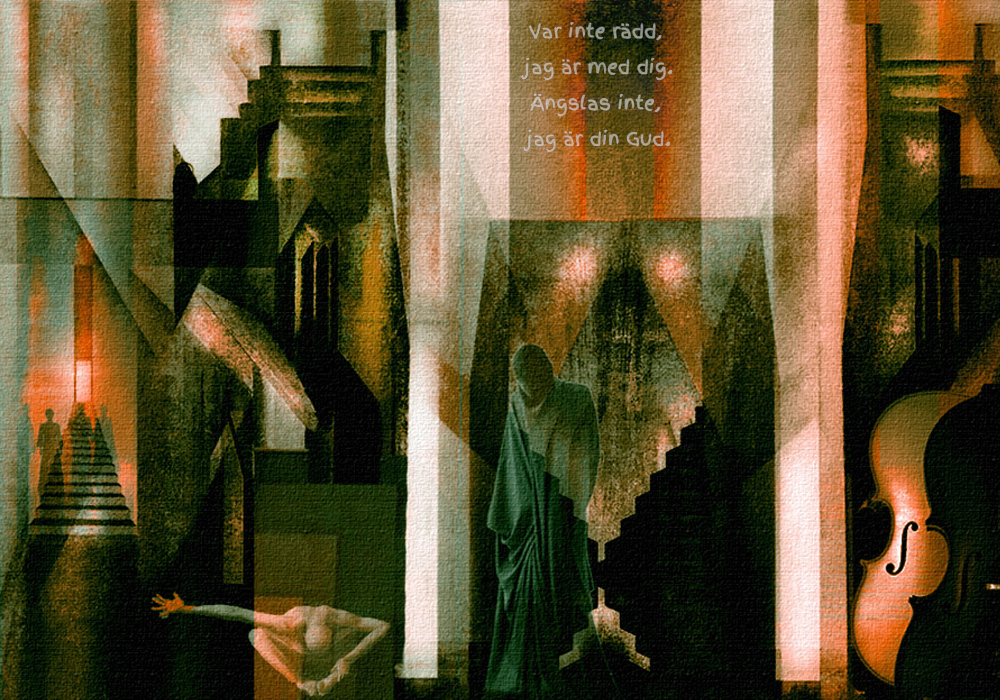 Var inte rädd,
jag är med dig.
Ängslas inte,
jag är din Gud.